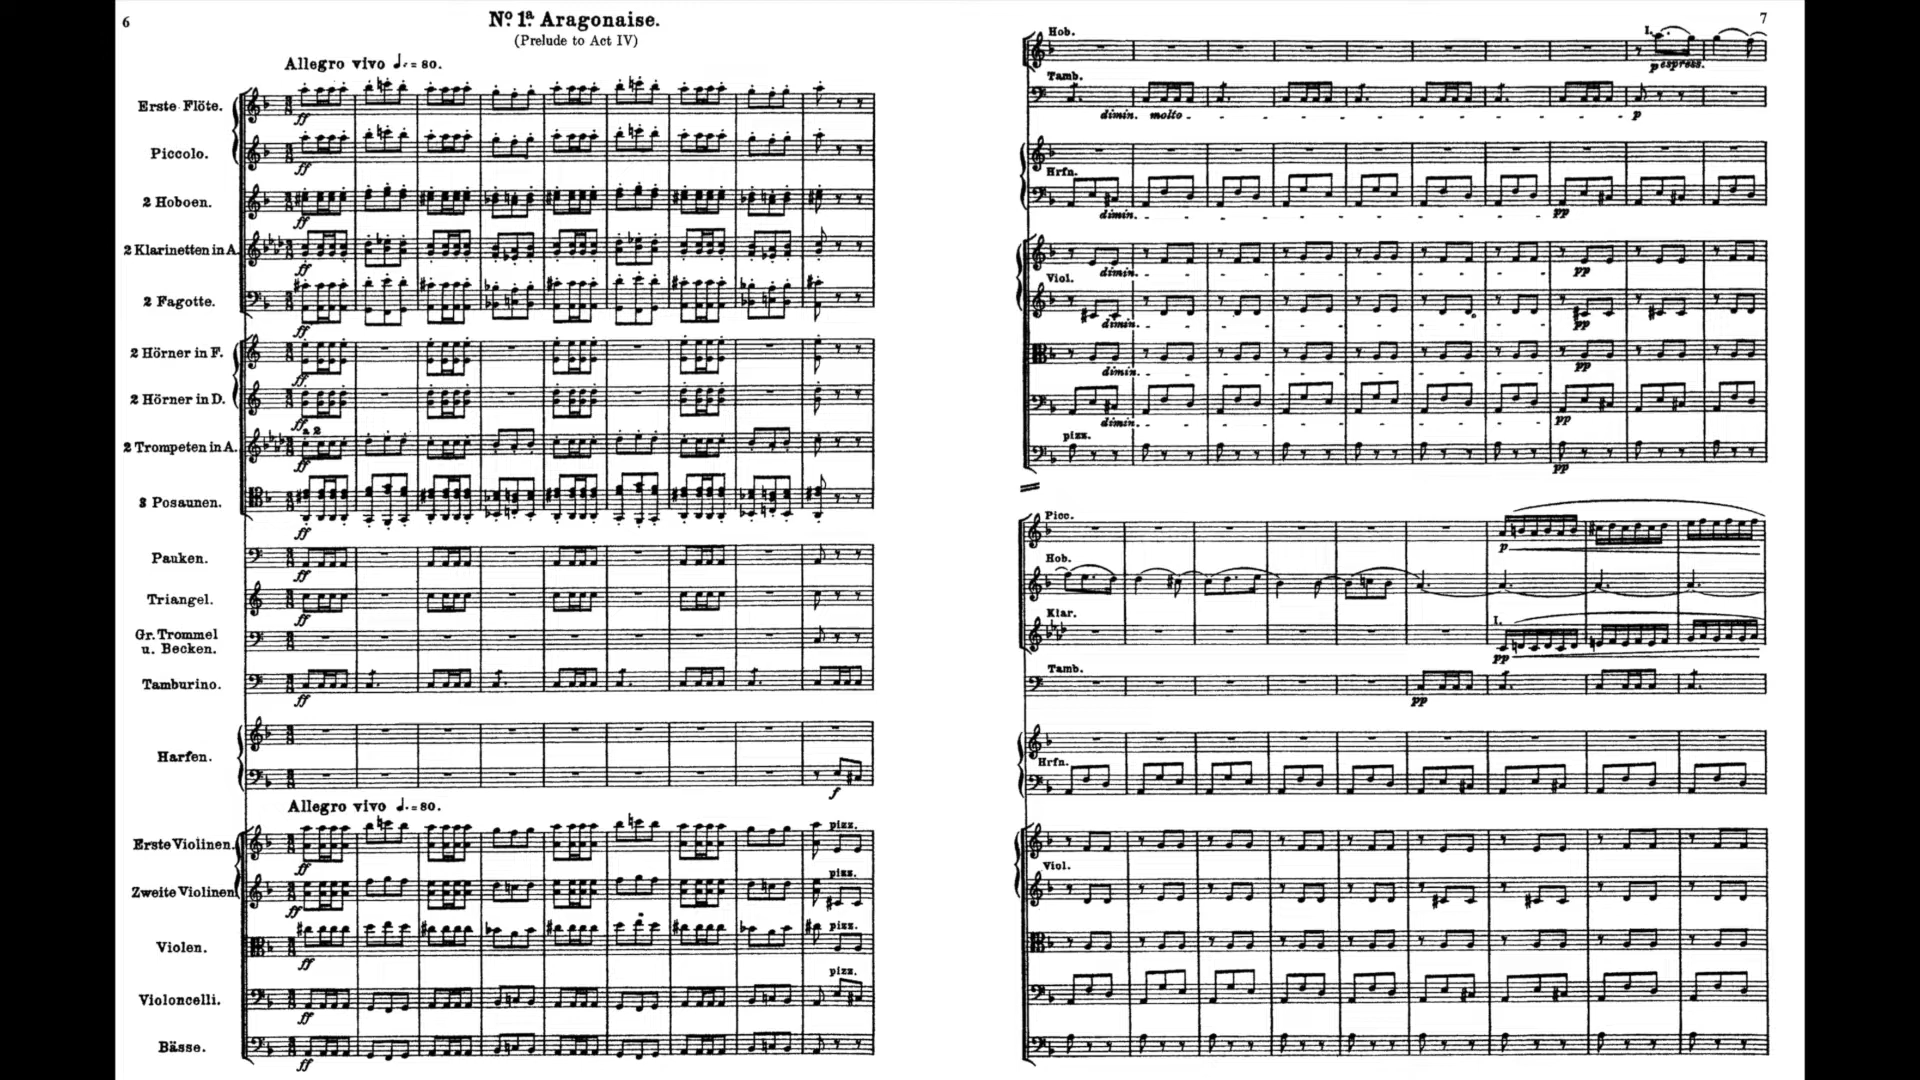 6
Nº 1ª Aragonaise.
(Prelude to Act IV)
Allegro vivo ♩. = 80.
Erste Flöte.
ff
Piccolo.
ff
2 Hoboen.
ff
2 Klarinetten in A.
ff
2 Fagotte.
ff
2 Hörner in F.
ff
2 Hörner in D.
ff
a 2
2 Trompeten in A.
ff
3 Posaunen.
ff
Pauken.
ff
Triangel.
ff
Gr. Trommel
u. Becken.
Tamburino.
ff
Harfen.
f
Allegro vivo ♩. = 80.
pizz.
Erste Violinen.
ff
pizz.
Zweite Violinen
ff
pizz.
Violen.
ff
pizz.
Violoncelli.
ff
Bässe.
ff
7
Hob.
I.
p espress.
Tamb.
dimin. molto
p
Hrfn.
dimin.
pp
dimin.
pp
Viol.
dimin.
pp
dimin.
pp
dimin.
pp
pizz.
pp
Picc.
p
Hob.
Klar.
I.
pp
Tamb.
pp
Hrfn.
Viol.